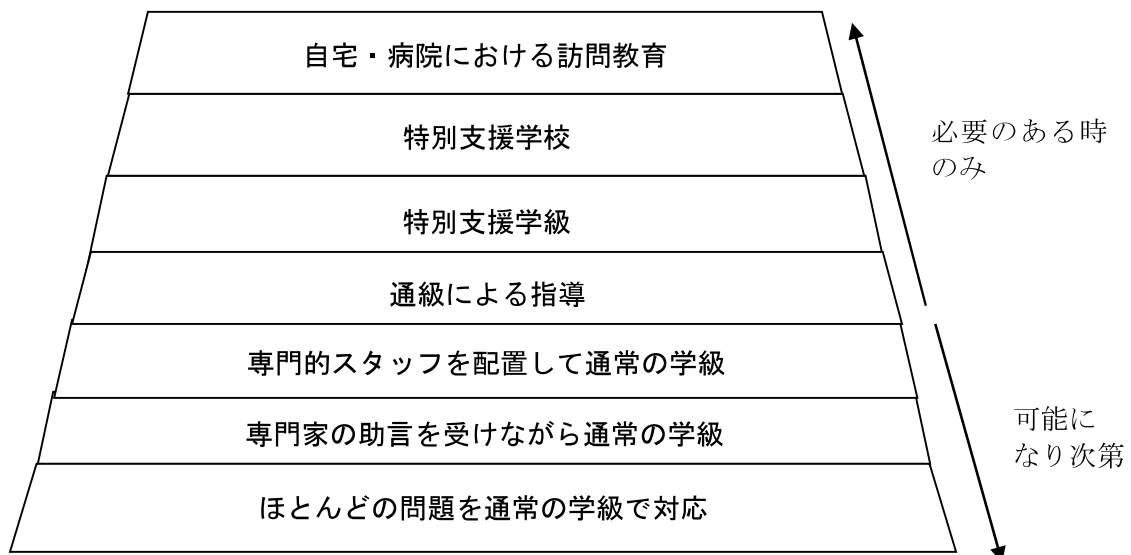 自宅・病院における訪問教育
特別支援学校
必要のある時
のみ
特別支援学級
通級による指導
専門的スタッフを配置して通常の学級
専門家の助言を受けながら通常の学級
可能に
なり次第
ほとんどの問題を通常の学級で対応